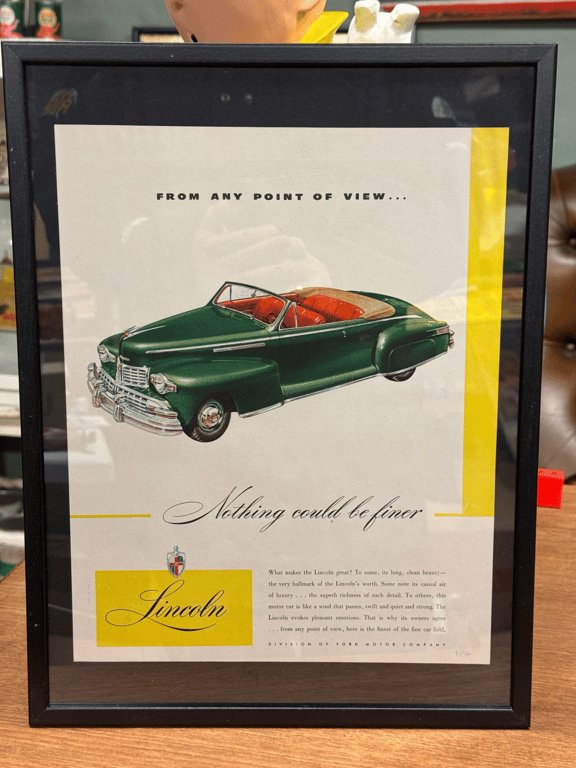 FROM ANY POINT OF VIEW...
Nothing could be finer
Lincoln
What makes the Lincoln great? To some, its long, clean beauty—
the very hallmark of the Lincoln's worth. Some note its casual air
of luxury . . . the superb richness of each detail. To others, this
motor car is like a wind that passes, swift and quiet and strong. The
Lincoln evokes pleasant emotions. That is why its owners agree
. . . from any point of view, here is the finest of the fine car field.
DIVISION OF FORD MOTOR COMPANY